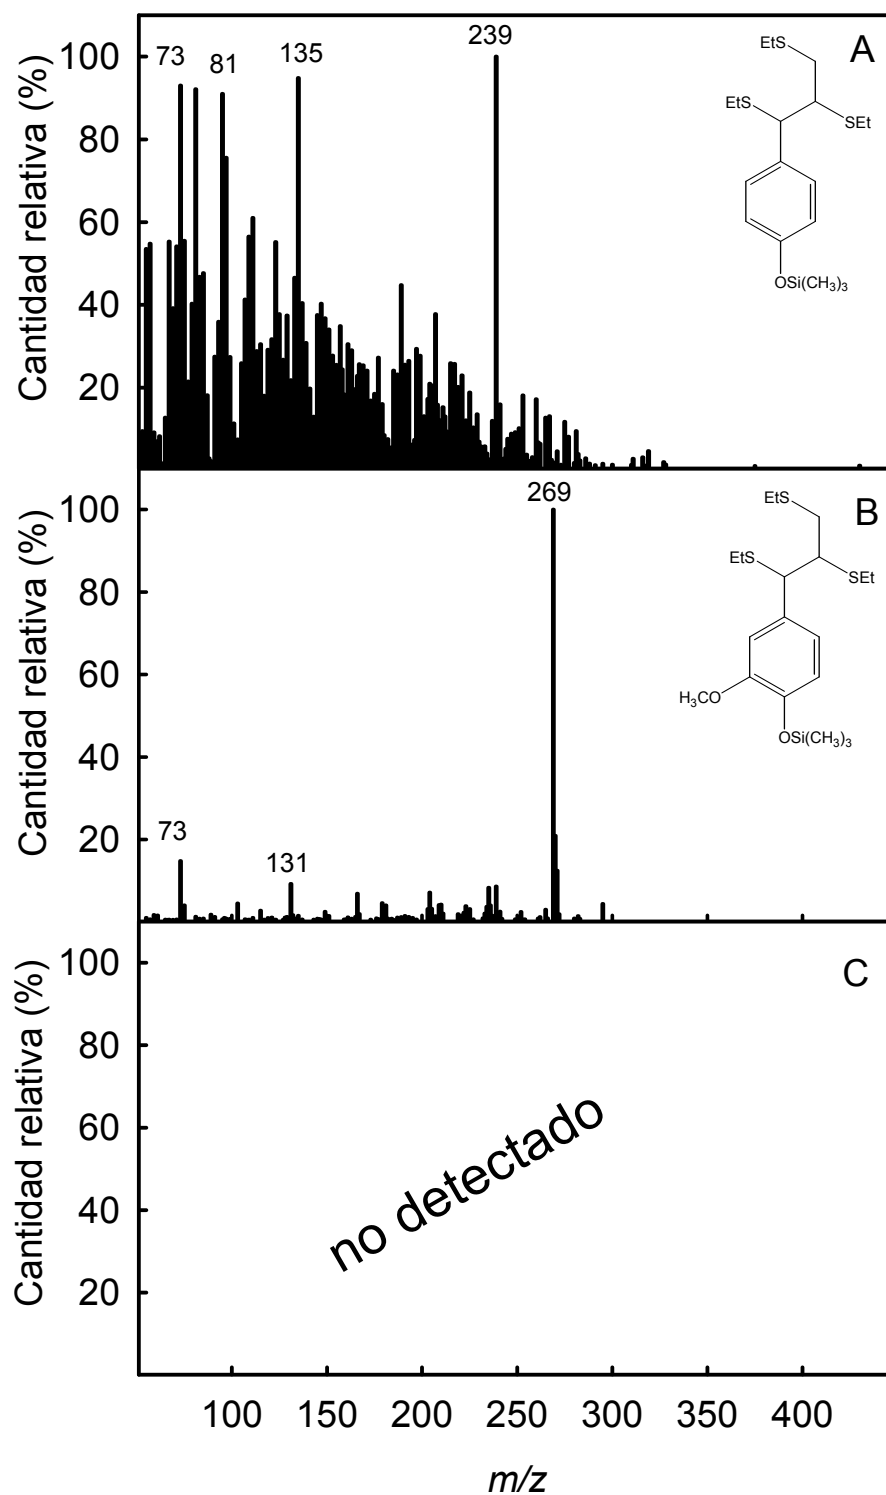 Cantidad relativa (%)
100
80
60
40
20
73
81
135
239
A
EtS
EtS
SEt
OSi(CH3)3
Cantidad relativa (%)
100
80
60
40
20
73
131
269
B
EtS
EtS
SEt
H3CO
OSi(CH3)3
Cantidad relativa (%)
100
80
60
40
20
C
no detectado
100 150 200 250 300 350 400
m/z